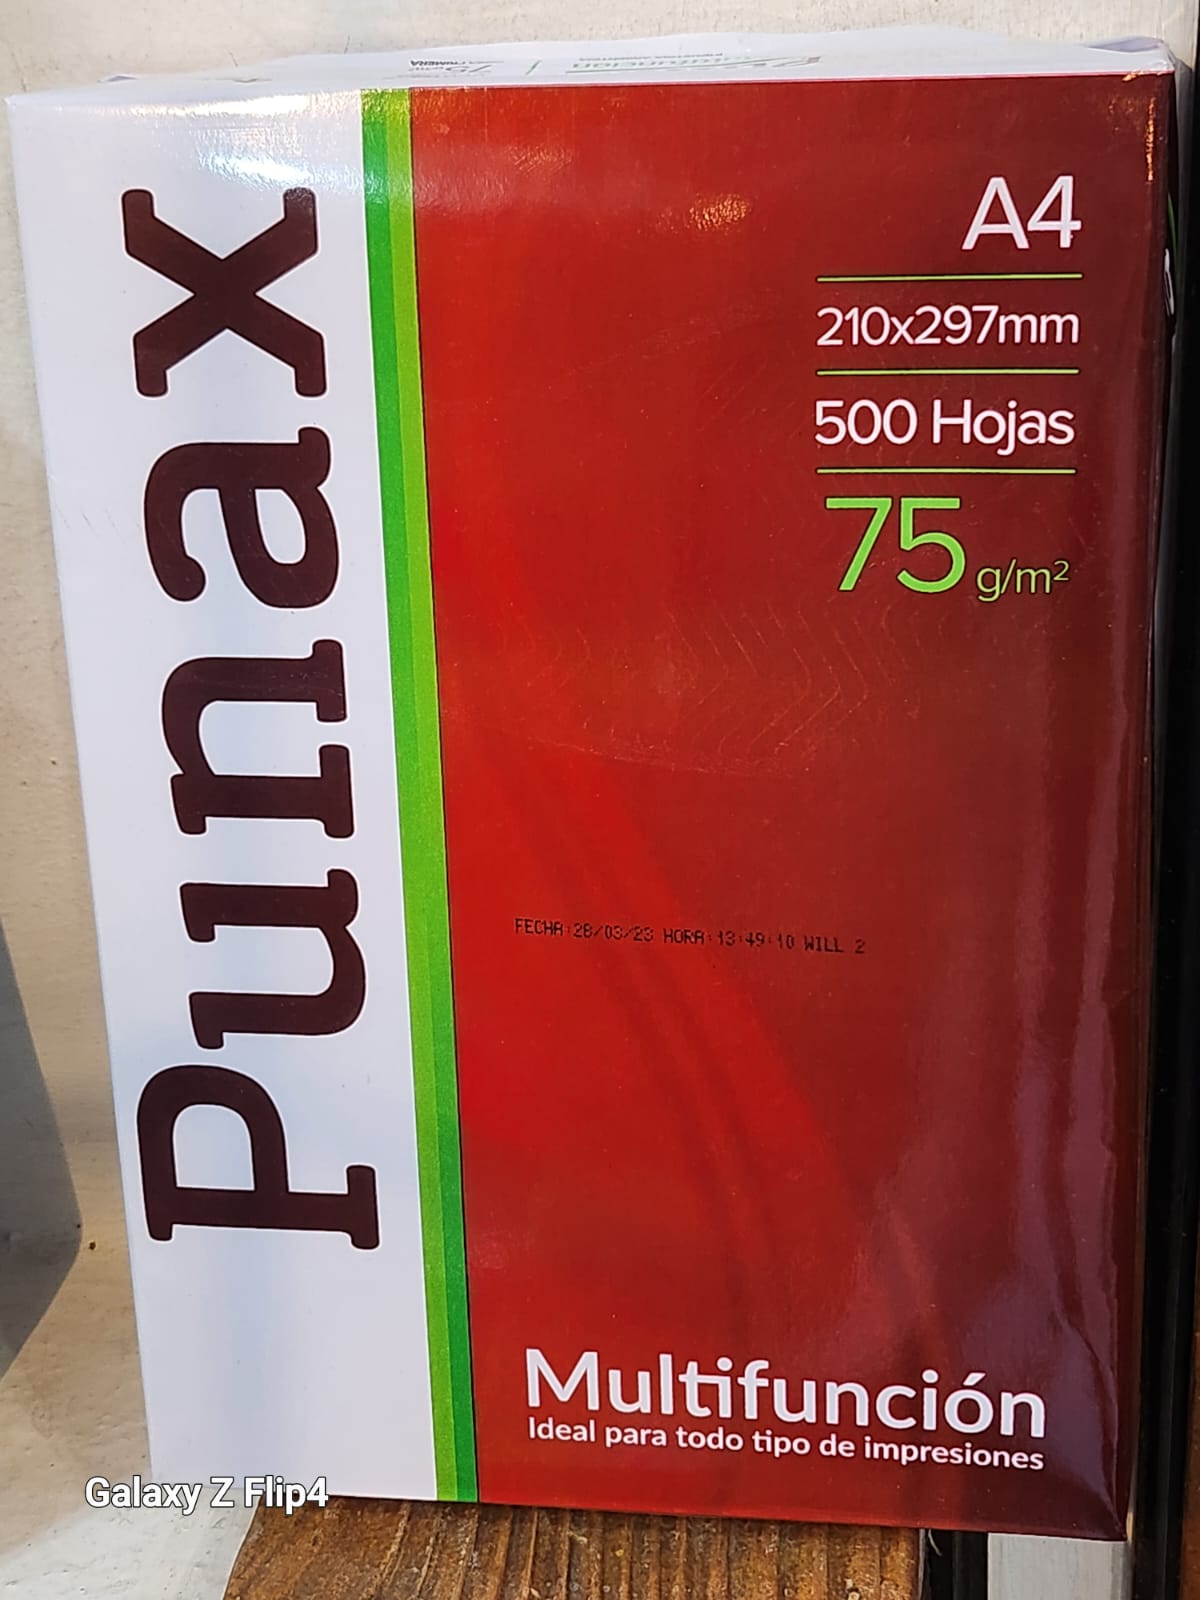 Punax
A4
210x297mm
500 Hojas
75 g/m²
FECHA:28/03/23 HORA:13:49:10 WILL 2
Multifunción
Ideal para todo tipo de impresiones
Galaxy Z Flip4